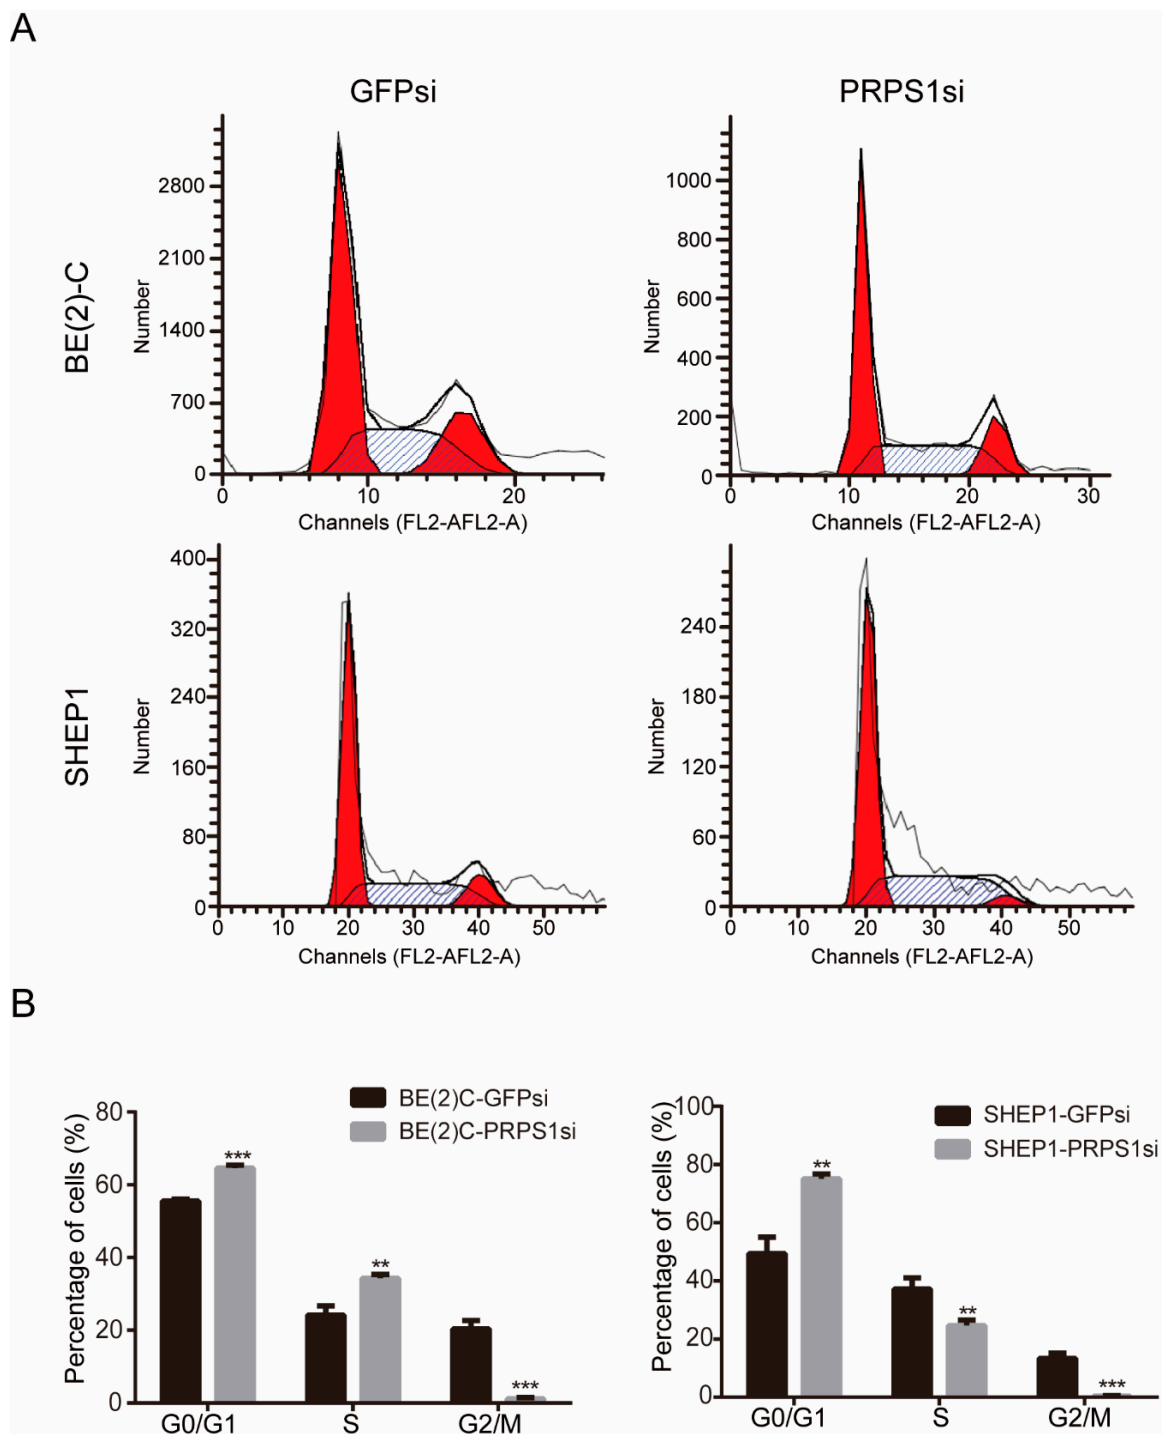 A
GFPsi
PRPS1si
BE(2)-C
Number
2800
2100
1400
700
0
0 10 20
Channels (FL2-AFL2-A)
Number
1000
800
600
400
200
0
0 10 20 30
Channels (FL2-AFL2-A)
SHEP1
Number
400
320
240
160
80
0
0 10 20 30 40 50
Channels (FL2-AFL2-A)
Number
240
180
120
60
0
0 10 20 30 40 50
Channels (FL2-AFL2-A)
B
Percentage of cells (%)
80
60
40
20
0
BE(2)C-GFPsi
BE(2)C-PRPS1si
***
**
***
G0/G1 S G2/M
Percentage of cells (%)
100
80
60
40
20
0
SHEP1-GFPsi
SHEP1-PRPS1si
**
**
***
G0/G1 S G2/M